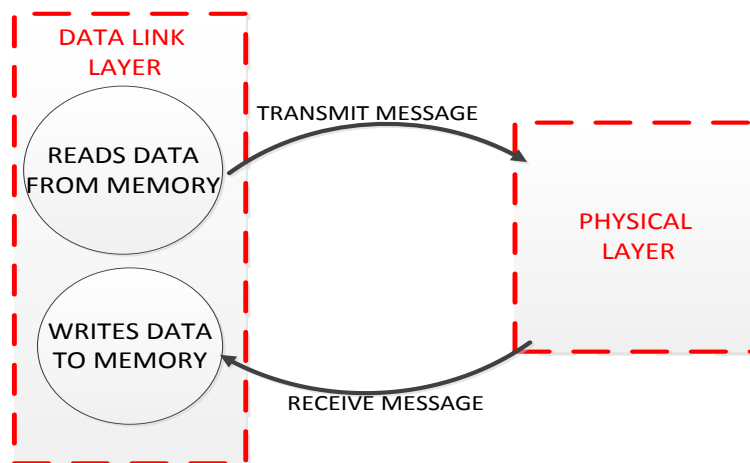 DATA LINK
LAYER
TRANSMIT MESSAGE
READS DATA
FROM MEMORY
PHYSICAL
LAYER
WRITES DATA
TO MEMORY
RECEIVE MESSAGE